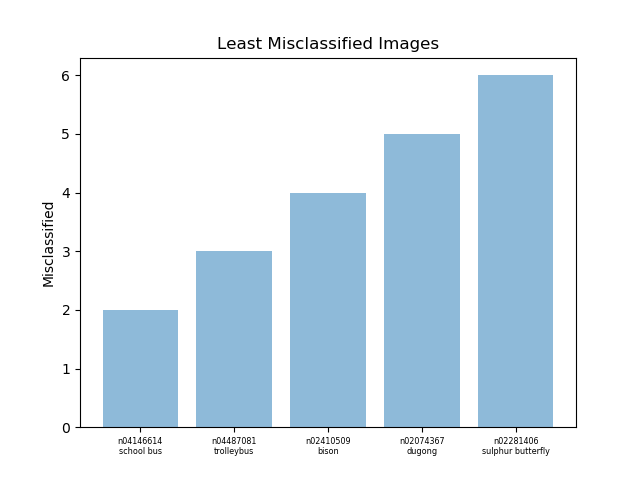 Least Misclassified Images
Misclassified
6
5
4
3
2
1
0
n04146614
school bus
n04487081
trolleybus
n02410509
bison
n02074367
dugong
n02281406
sulphur butterfly